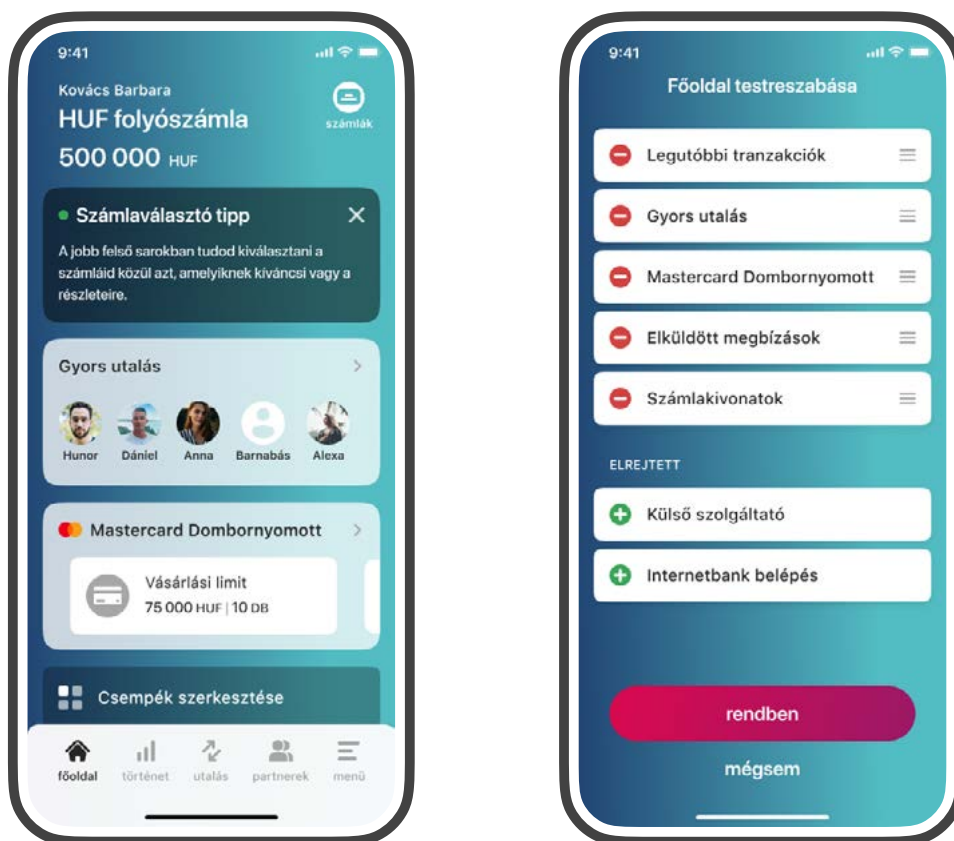 9:41
Kovács Barbara
HUF folyószámla
számlák
500 000 HUF
Számlaválasztó tipp
A jobb felső sarokban tudod kiválasztani a
számláid közül azt, amelyiknek kíváncsi vagy a
részleteire.
Gyors utalás
Hunor Dániel Anna Barnabás Alexa
Mastercard Dombornyomott
Vásárlási limit
75 000 HUF | 10 DB
Csempék szerkesztése
főoldal történet utalás partnerek menü
9:41
Főoldal testreszabása
Legutóbbi tranzakciók
Gyors utalás
Mastercard Dombornyomott
Elküldött megbízások
Számlakivonatok
ELREJTETT
Külső szolgáltató
Internetbank belépés
rendben
mégsem